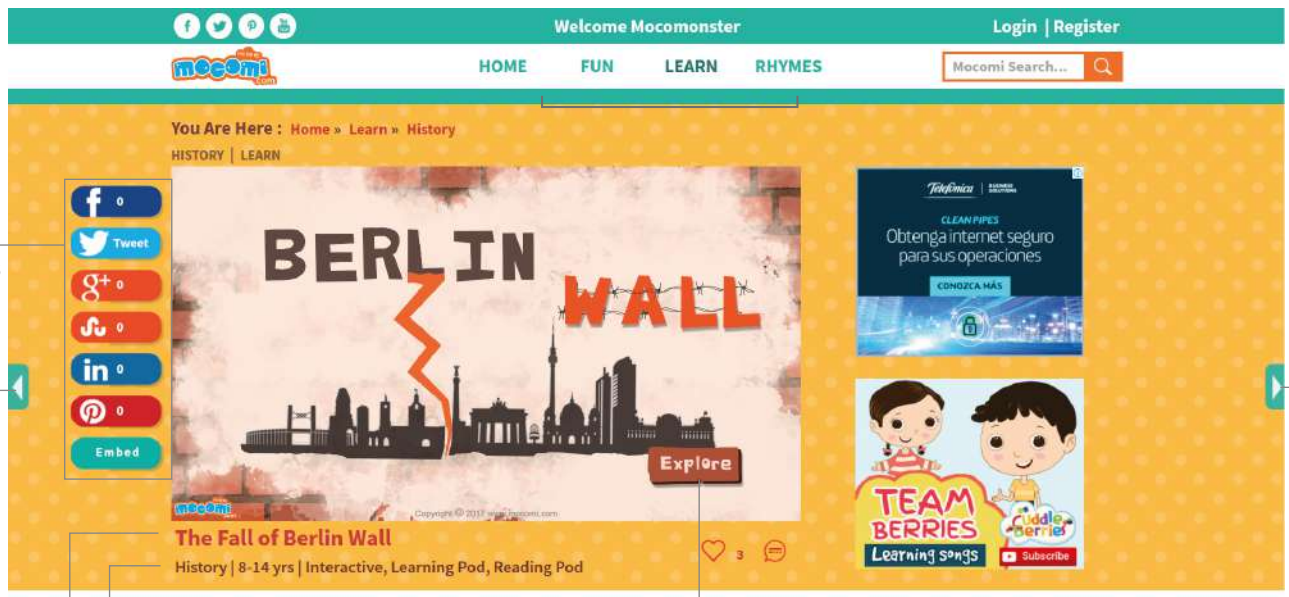 Welcome Mocomonster
Login | Register
mocomi
.com
HOME FUN LEARN RHYMES
Mocomi Search...
You Are Here : Home » Learn » History
HISTORY | LEARN
0
Tweet
0
0
0
0
Embed
BERLIN
WALL
Explore
mocomi
Copyright © 2017 www.mocomi.com
The Fall of Berlin Wall
3
History | 8-14 yrs | Interactive, Learning Pod, Reading Pod
Telefónica | BUSINESS SOLUTIONS
CLEAN PIPES
Obtenga internet seguro
para sus operaciones
CONOZCA MÁS
TEAM
BERRIES
Learning songs
Cuddle
Berries
Subscribe